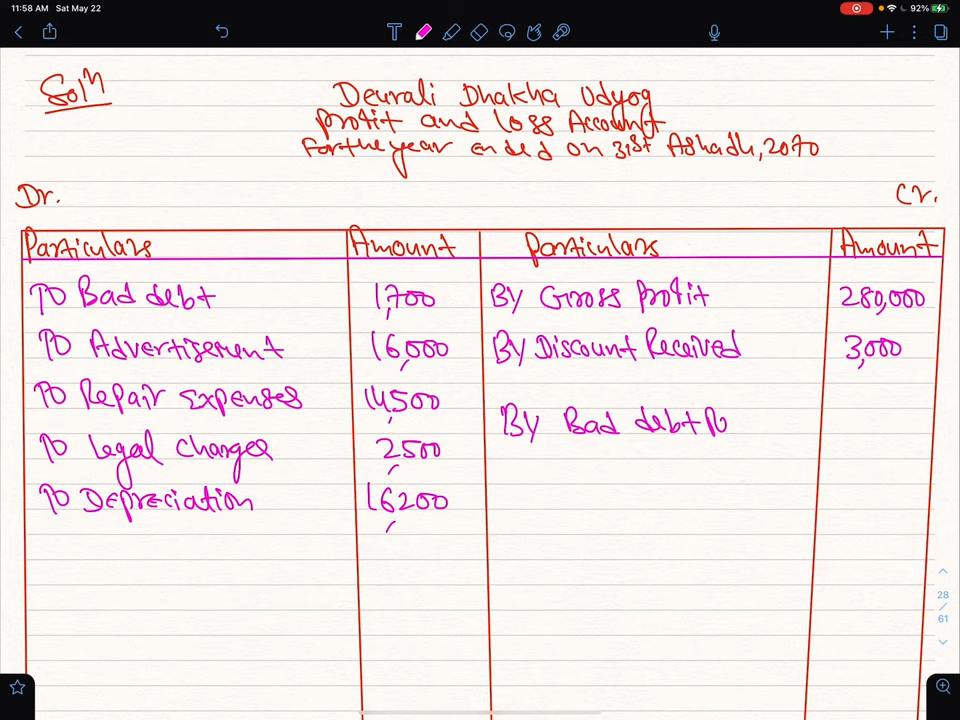 11:58 AM Sat May 22
92%
Solⁿ
Deurali Dhakha Udyog
Profit and Loss Account
For the year ended on 31st Ashadh, 2070
Dr. Cr.
Particulars Amount Particulars Amount
To Bad debt 1,700 By Gross Profit 280,000
To Advertisement 16,000 By Discount Received 3,000
To Repair Expenses 14,500
By Bad debt Po
To Legal Charges 2,500
To Depreciation 16,200
28
/
61